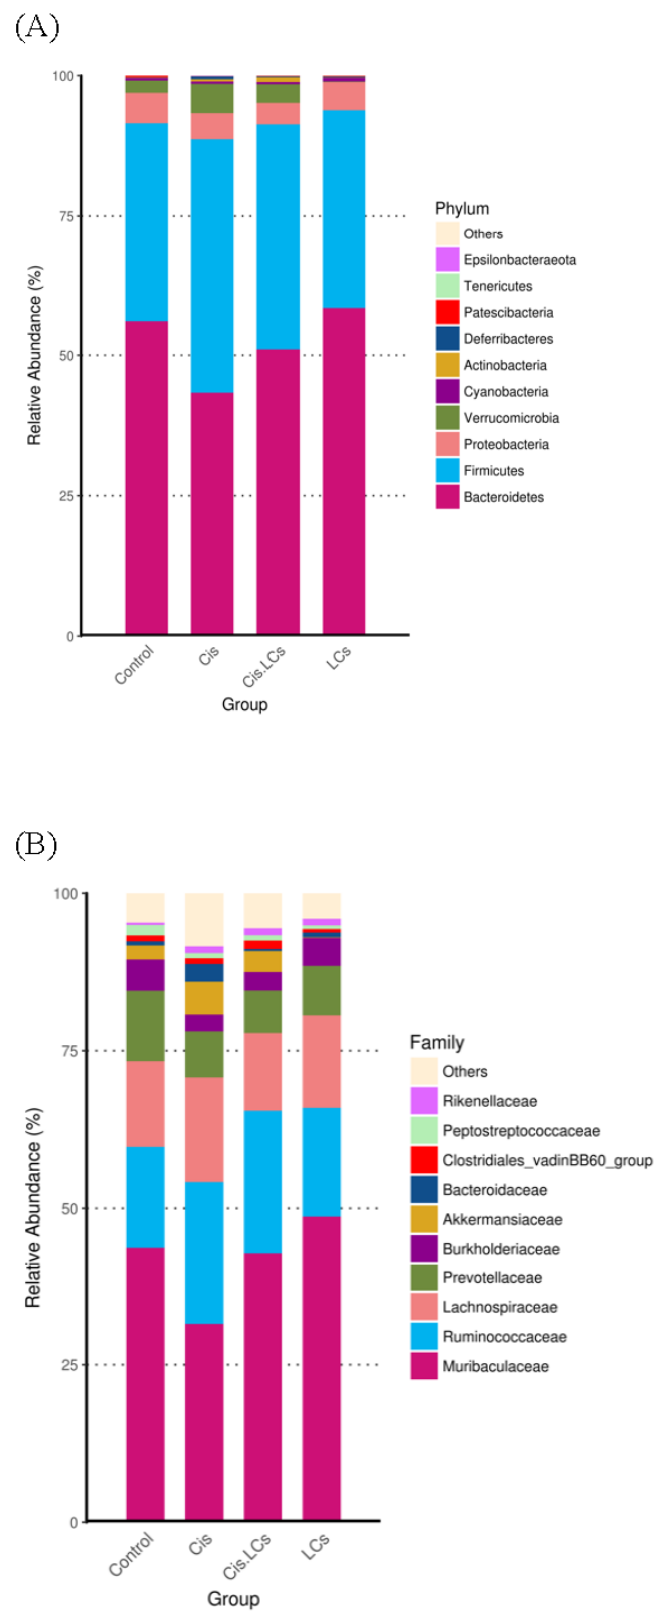 (A)
100
75
50
25
0
Relative Abundance (%)
Control
Cis
Cis.LCs
LCs
Group
Phylum
Others
Epsilonbacteraeota
Tenericutes
Patescibacteria
Deferribacteres
Actinobacteria
Cyanobacteria
Verrucomicrobia
Proteobacteria
Firmicutes
Bacteroidetes
(B)
100
75
50
25
0
Relative Abundance (%)
Control
Cis
Cis.LCs
LCs
Group
Family
Others
Rikenellaceae
Peptostreptococcaceae
Clostridiales_vadinBB60_group
Bacteroidaceae
Akkermansiaceae
Burkholderiaceae
Prevotellaceae
Lachnospiraceae
Ruminococcaceae
Muribaculaceae